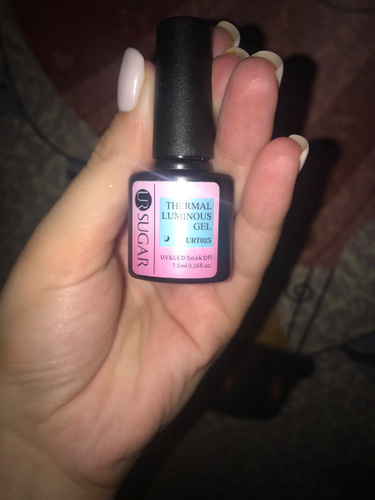 UR SUGAR
THERMAL
LUMINOUS
GEL
URT025
UV&LED Soak Off
7.5ml 0.26fl.oz.